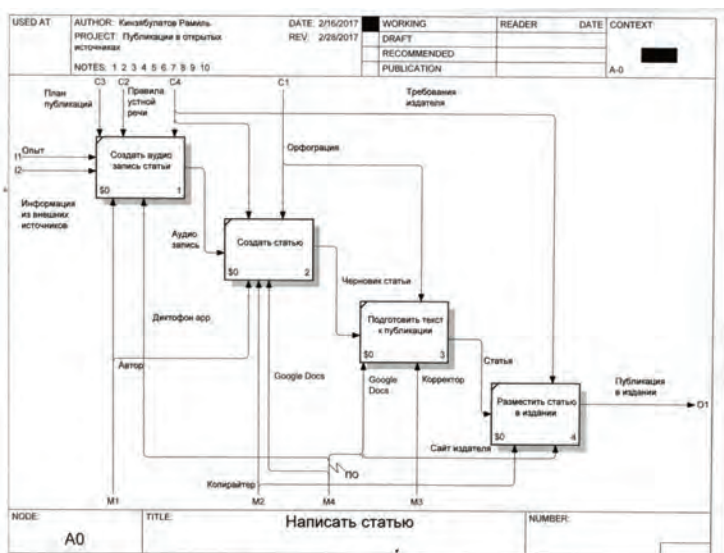 USED AT
AUTHOR: Кинзябулатов Рамиль
DATE: 2/16/2017
WORKING
READER
DATE
CONTEXT:
PROJECT: Публикации в открытых
источниках
REV: 2/28/2017
DRAFT
RECOMMENDED
NOTES: 1 2 3 4 5 6 7 8 9 10
PUBLICATION
A-0
C3
C2
C4
C1
План
публикаций
Правила
устной
речи
Требования
издателя
I1
Опыт
I2
Создать аудио
запись статьи
$0
1
Орфограция
Информация
из внешних
источников
Аудио
запись
Создать статью
$0
2
Черновик статьи
Диктофон app
Подготовить текст
к публикации
$0
3
Автор
Google Docs
Google
Docs
Корректор
Статья
Публикация
в издании
O1
Разместить статью
в издании
$0
4
Сайт издателя
ПО
Копирайтер
M1
M2
M4
M3
NODE:
TITLE:
NUMBER:
A0
Написать статью